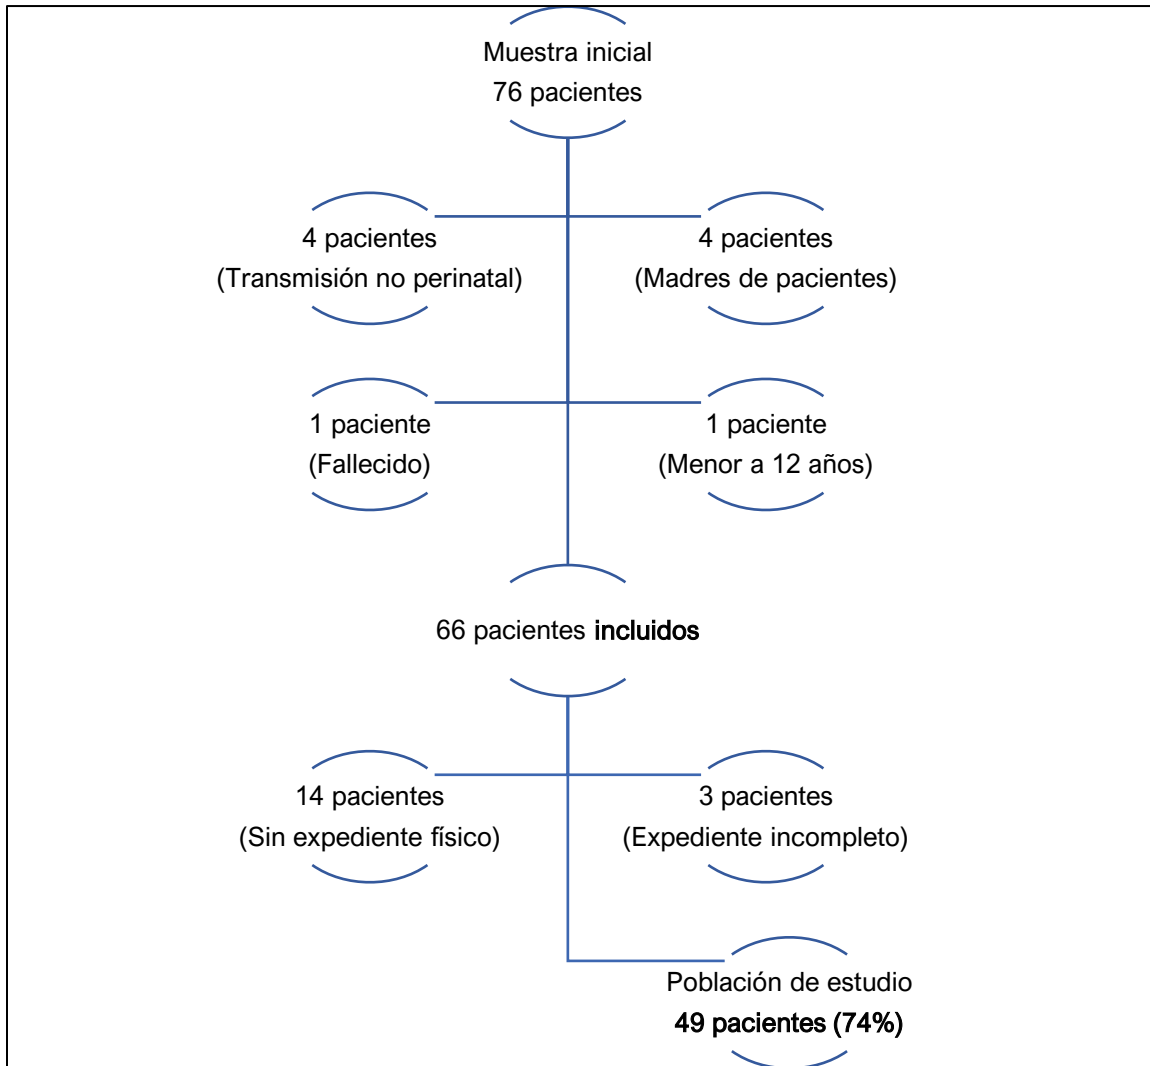 Muestra inicial
76 pacientes
4 pacientes
(Transmisión no perinatal)
4 pacientes
(Madres de pacientes)
1 paciente
(Fallecido)
1 paciente
(Menor a 12 años)
66 pacientes incluidos
14 pacientes
(Sin expediente físico)
3 pacientes
(Expediente incompleto)
Población de estudio
49 pacientes (74%)